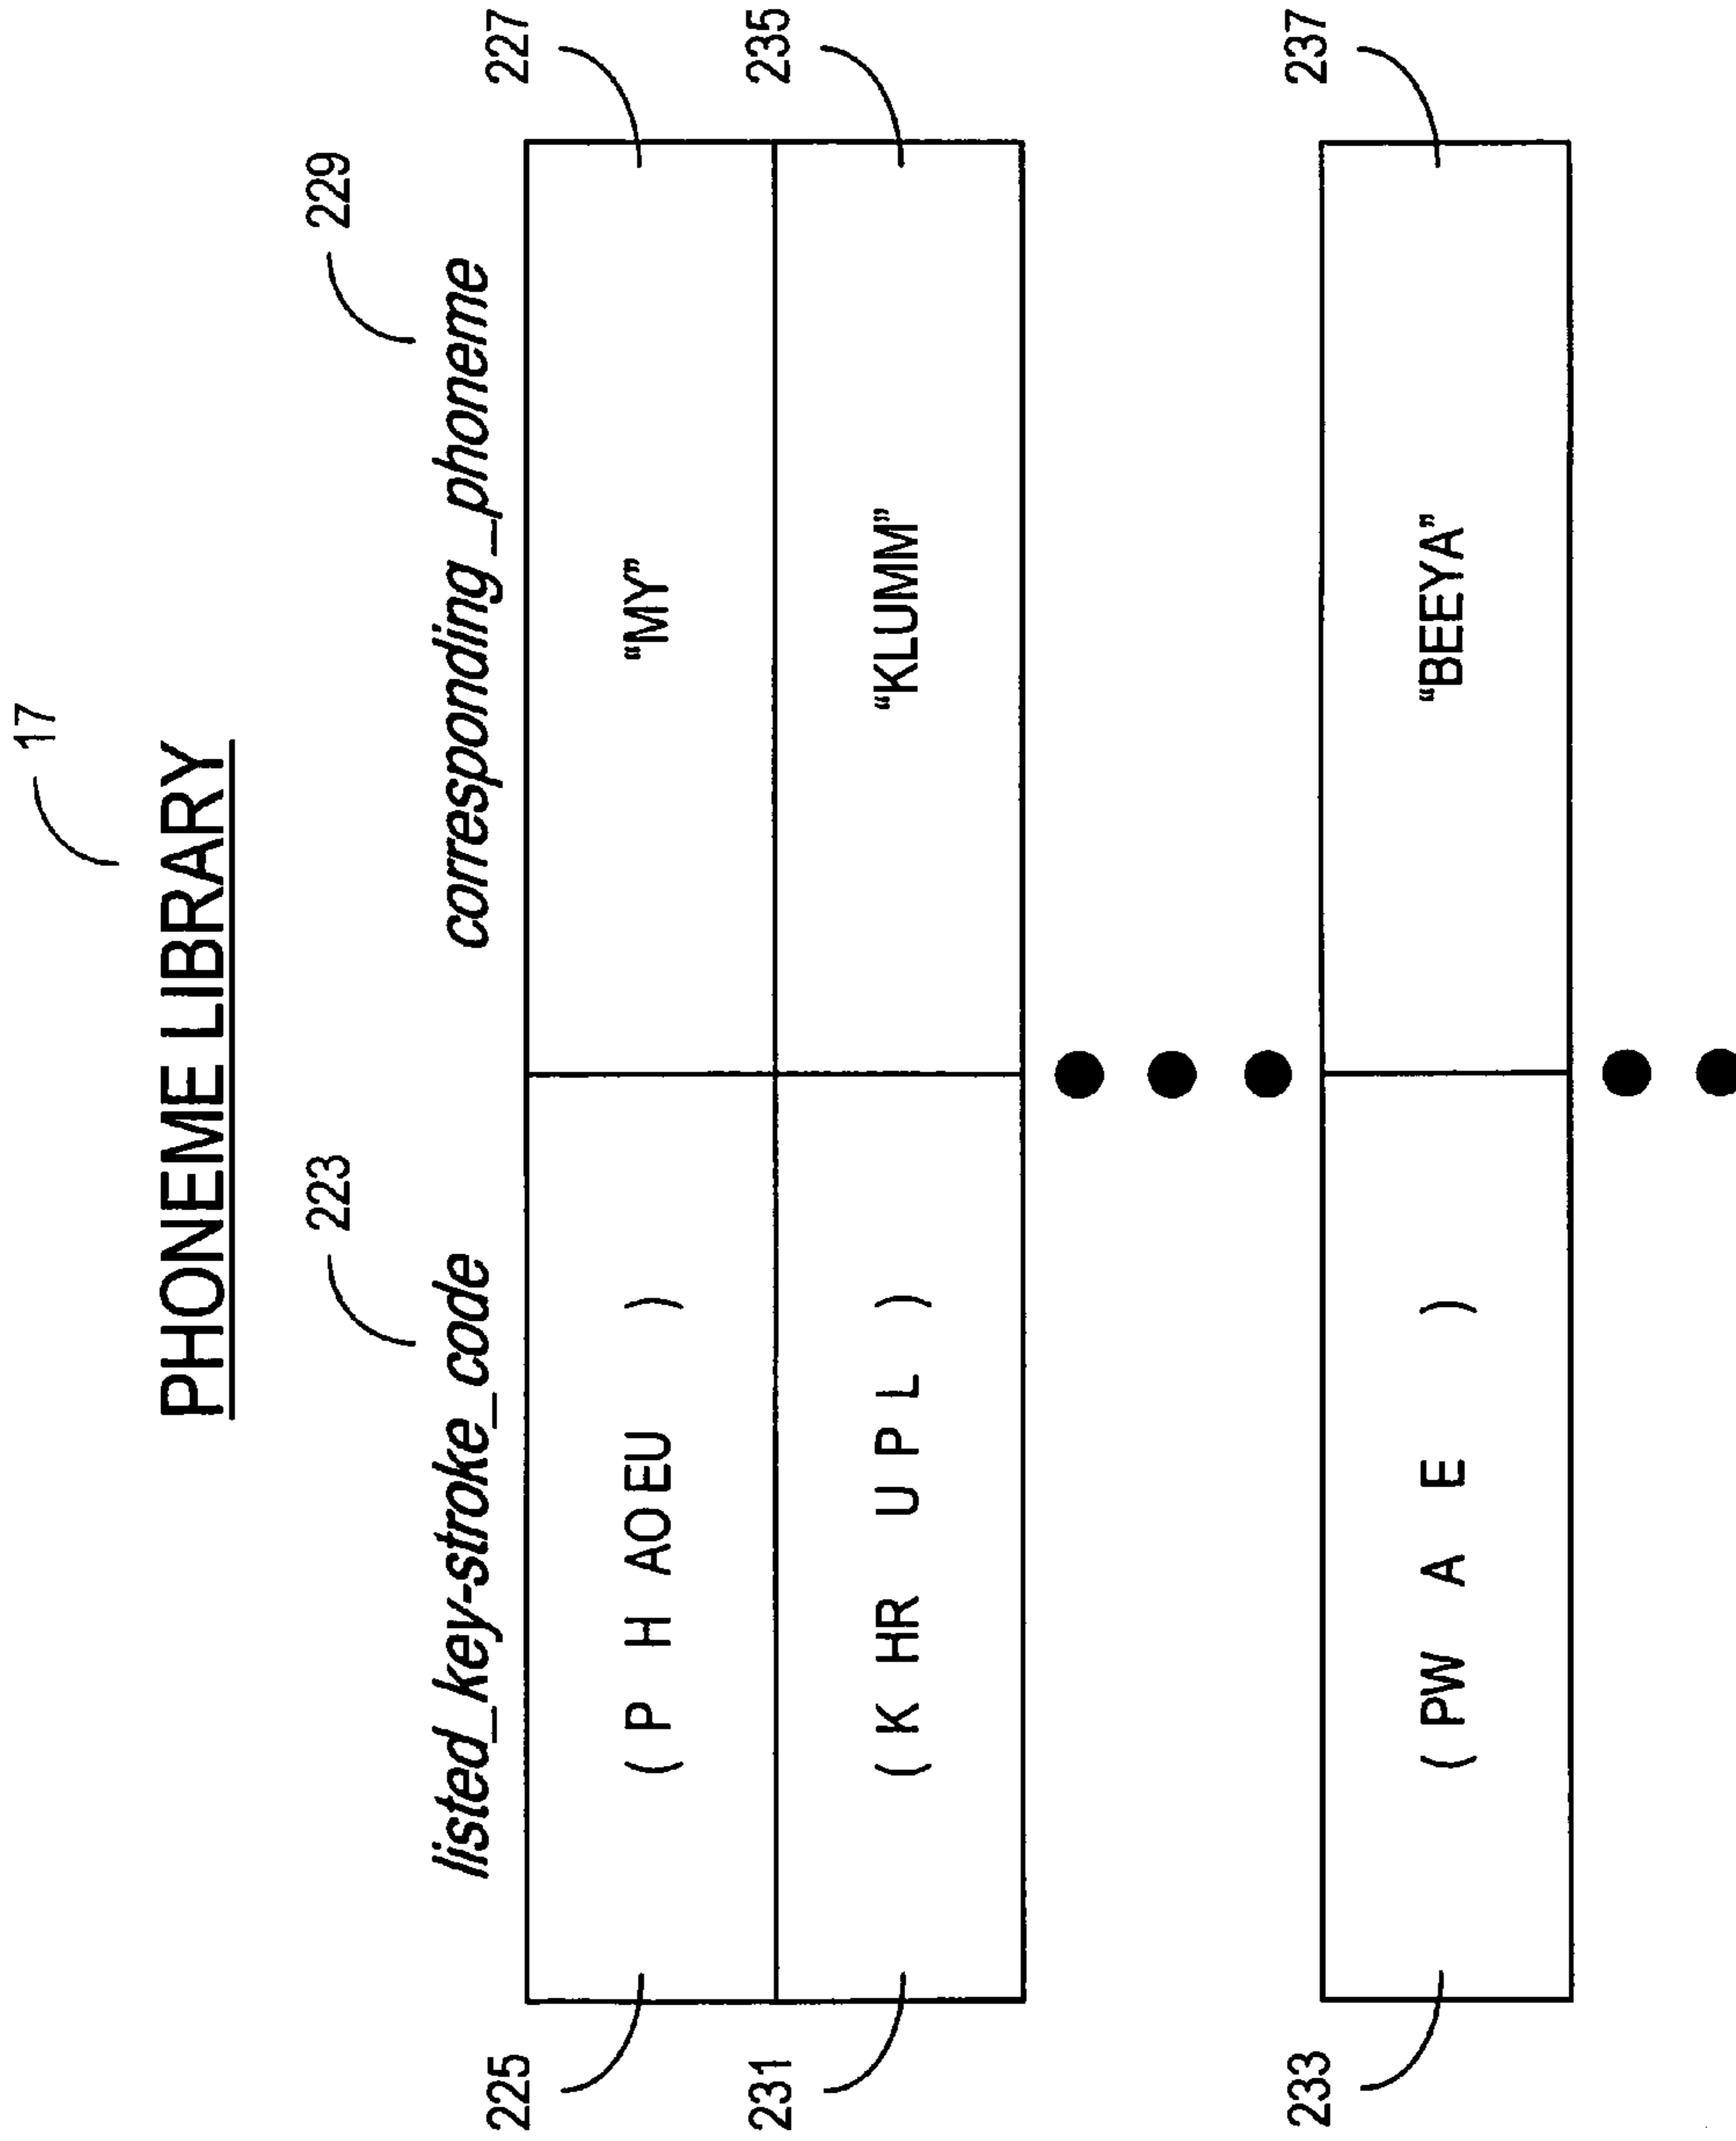 17
PHONEME LIBRARY
223 229
listed_key-stroke_code corresponding_phoneme
225 ( P H AOEU ) “MY” 227
231 ( K HR U P L ) “KLUMM” 235
233 ( PW A E ) “BEEYA” 237